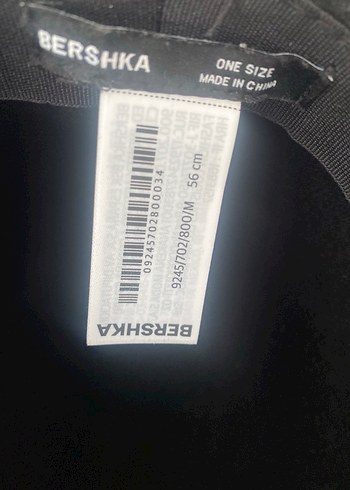 BERSHKA
ONE SIZE
MADE IN CHINA
09245702800034
9245/702/800/M 56 cm
BERSHKA